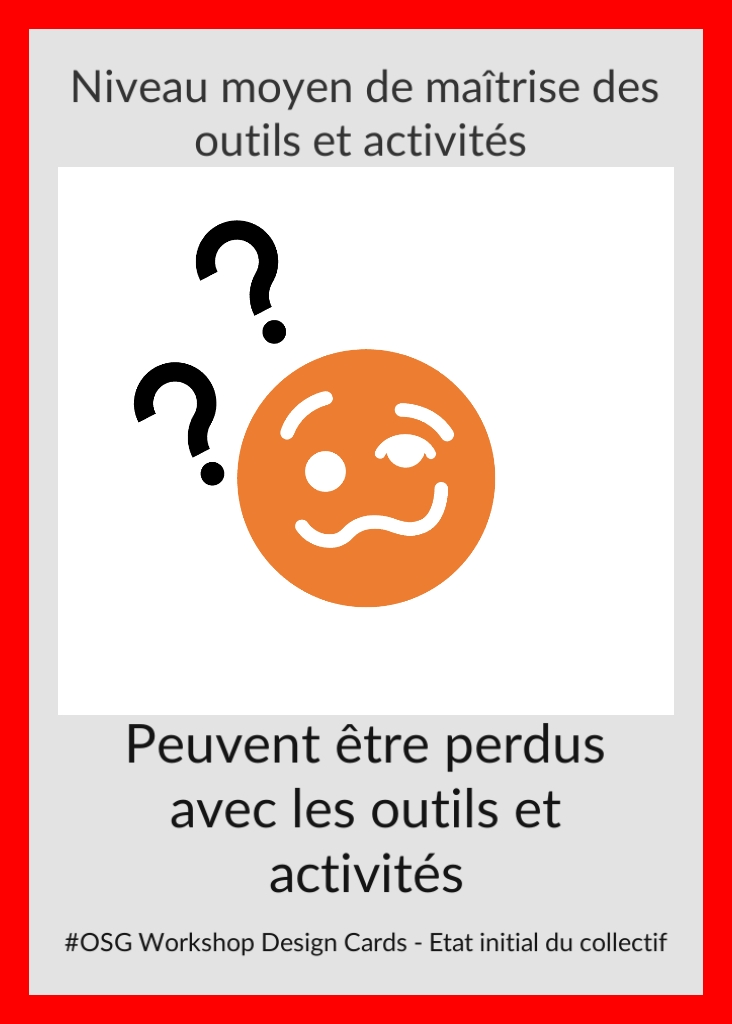 Niveau moyen de maîtrise des
outils et activités
?
?
Peuvent être perdus
avec les outils et
activités
#OSG Workshop Design Cards - Etat initial du collectif